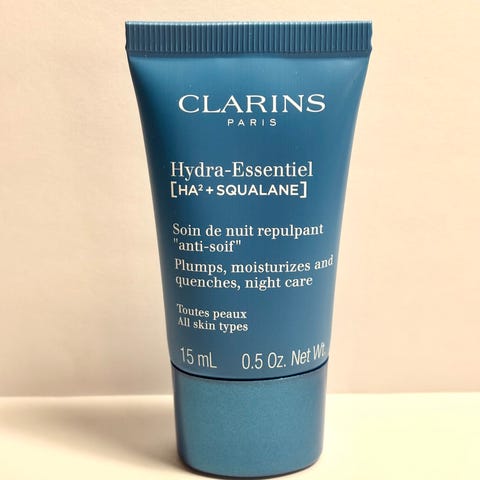 CLARINS
PARIS
Hydra-Essentiel
[HA² + SQUALANE]
Soin de nuit repulpant
"anti-soif"
Plumps, moisturizes and
quenches, night care
Toutes peaux
All skin types
15 mL 0.5 Oz. Net Wt.